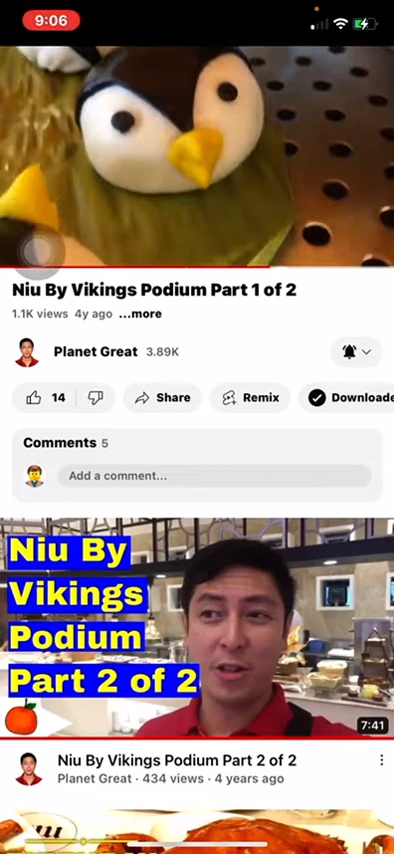 9:06
Niu By Vikings Podium Part 1 of 2
1.1K views 4y ago ...more
Planet Great 3.89K
14 Share Remix Downloade
Comments 5
Add a comment...
Niu By
Vikings
Podium
Part 2 of 2
7:41
Niu By Vikings Podium Part 2 of 2
Planet Great · 434 views · 4 years ago